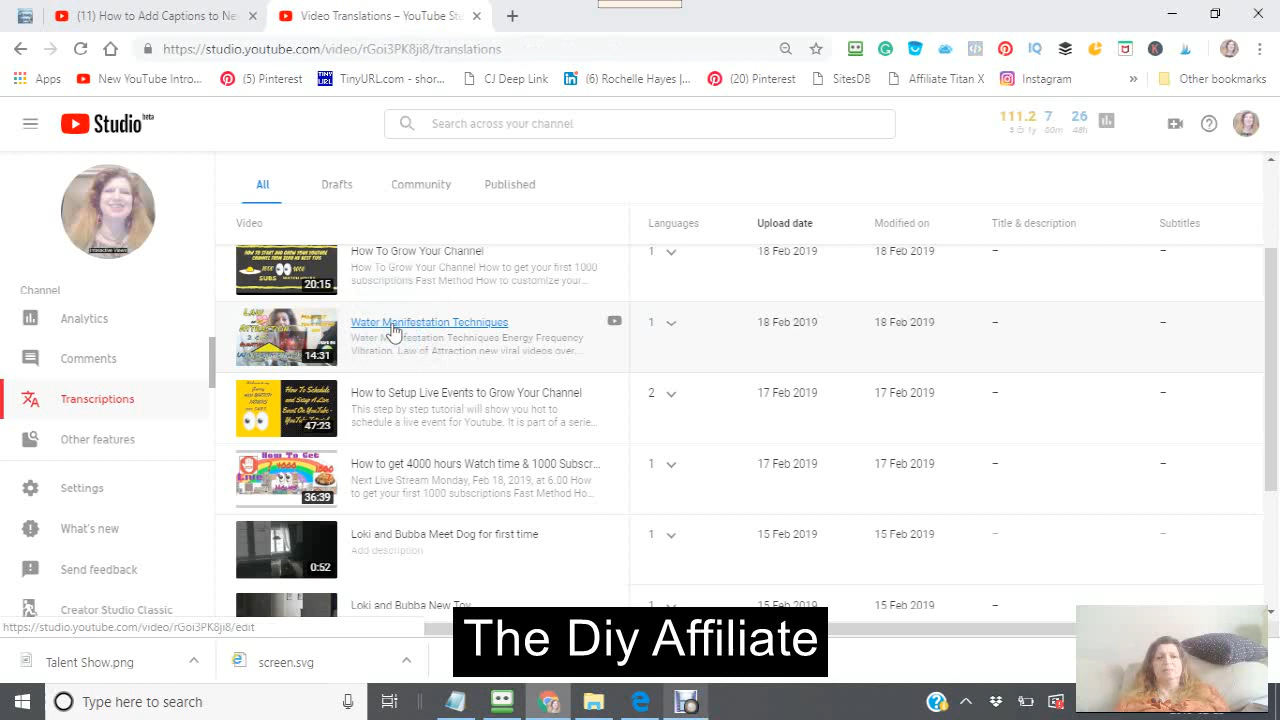 (11) How to Add Captions to Ne
Video Translations – YouTube St
https://studio.youtube.com/video/rGoi3PK8ji8/translations
Apps
New YouTube Intro...
(5) Pinterest
TinyURL.com - shor...
CJ Deep Link
(6) Rochelle Hayes |...
(20) Pinterest
SitesDB
Affiliate Titan X
Instagram
Other bookmarks
Studio beta
Search across your channel
111.2 7 26
60m 48h
All Drafts Community Published
Video Languages Upload date Modified on Title & description Subtitles
How To Grow Your Channel 1 18 Feb 2019 18 Feb 2019 – –
How To Grow Your Channel How to get your first 1000
subscriptions Fast Method How to customize your...
20:15
Water Manifestation Techniques 1 18 Feb 2019 18 Feb 2019 – –
Water Manifestation Techniques Energy Frequency
Vibration. Law of Attraction new viral videos over...
14:31
How to Setup Live Events to Grow Your Channel 2 17 Feb 2019 17 Feb 2019 – –
This step by step tutorial will show you hot to
schedule a live event for Youtube. It is part of a serie...
47:23
How to get 4000 hours Watch time & 1000 Subscr... 1 17 Feb 2019 17 Feb 2019 – –
Next Live Stream Monday, Feb 18, 2019, at 6.00 How
to get your first 1000 subscriptions Fast Method Ho...
36:39
Loki and Bubba Meet Dog for first time 1 15 Feb 2019 15 Feb 2019 – –
Add description
0:52
Loki and Bubba New Toy 1 15 Feb 2019 15 Feb 2019 – –
Channel
Analytics
Comments
Transcriptions
Other features
Settings
What's new
Send feedback
Creator Studio Classic
https://studio.youtube.com/video/rGoi3PK8ji8/edit
The Diy Affiliate
Talent Show.png
screen.svg
Type here to search